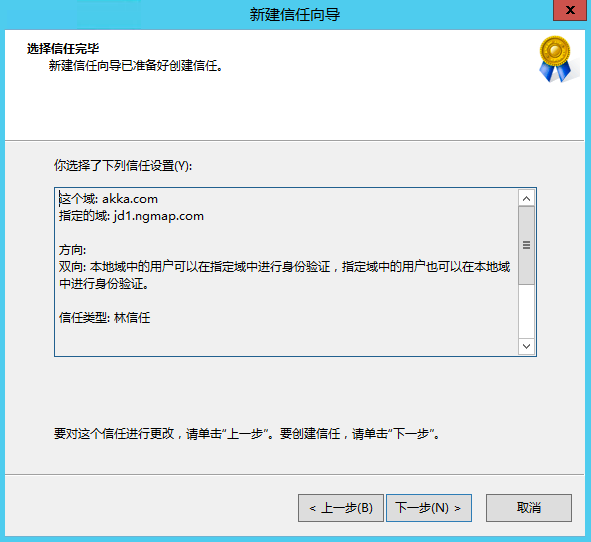 新建信任向导
x
选择信任完毕
新建信任向导已准备好创建信任。
你选择了下列信任设置(Y):
这个域: akka.com
指定的域: jd1.ngmap.com
方向:
双向: 本地域中的用户可以在指定域中进行身份验证，指定域中的用户也可以在本地域
中进行身份验证。
信任类型: 林信任
要对这个信任进行更改，请单击“上一步”。要创建信任，请单击“下一步”。
< 上一步(B)
下一步(N) >
取消